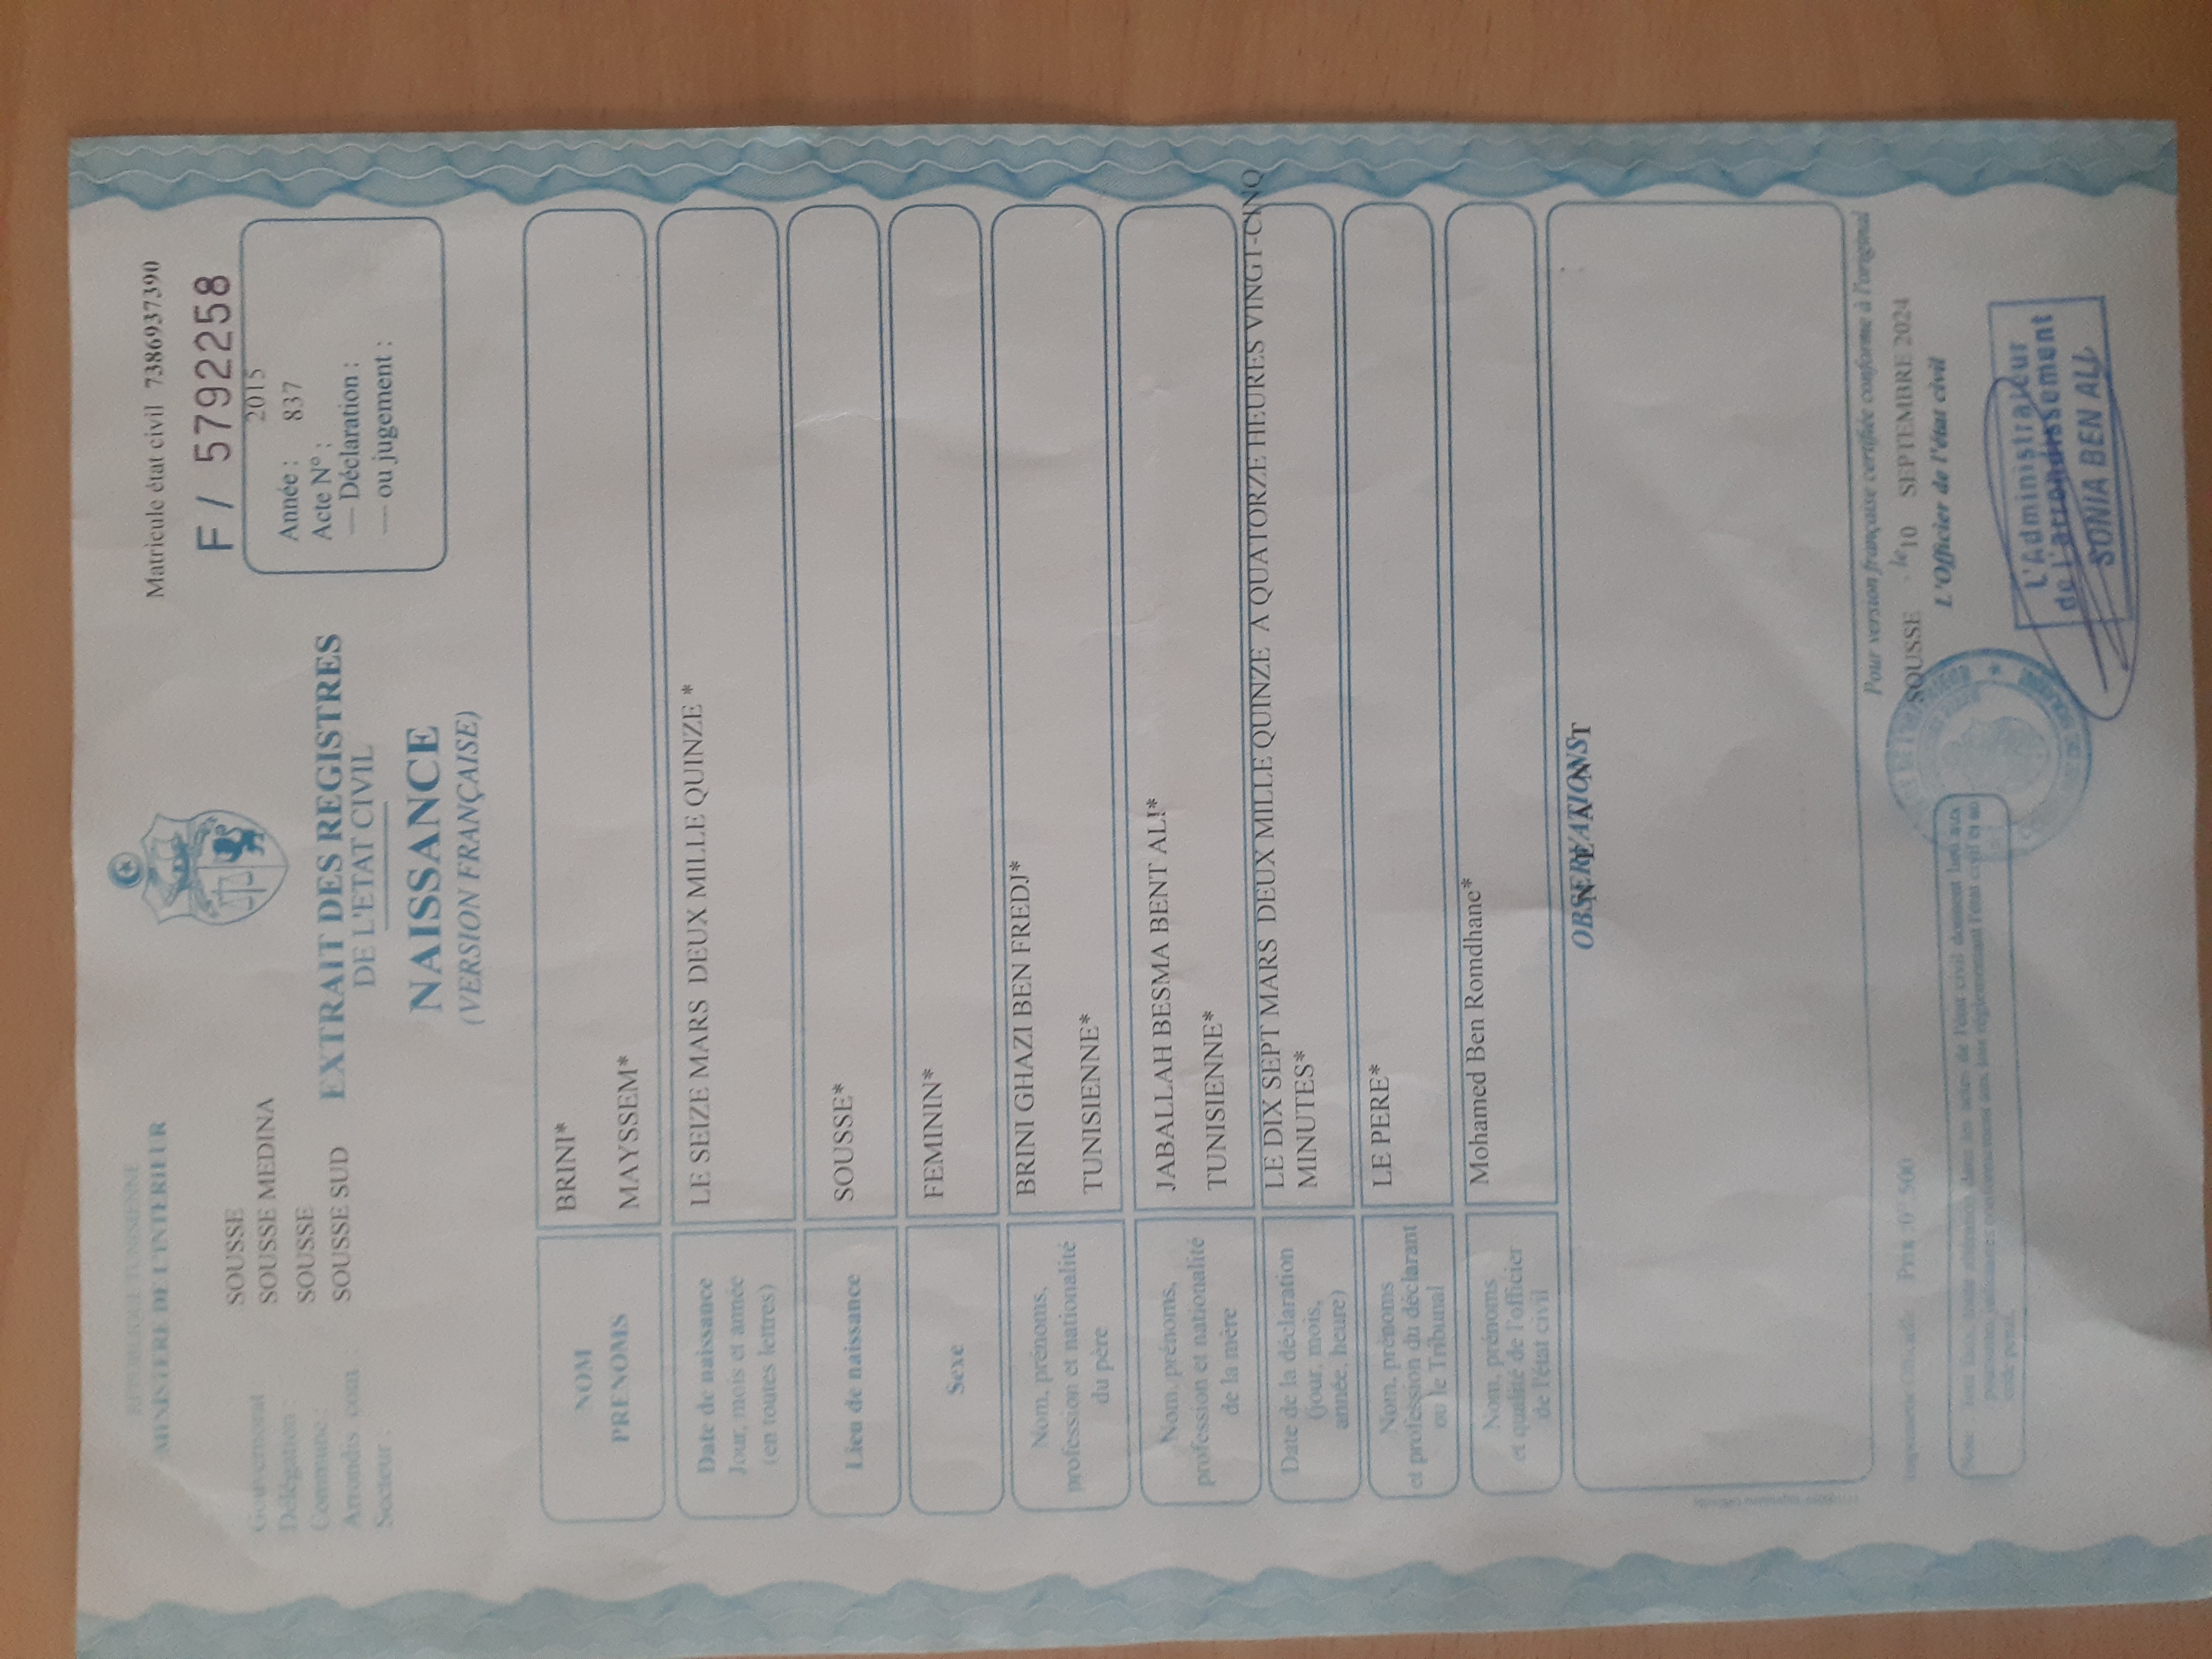 REPUBLIQUE TUNISIENNE
MINISTERE DE L'INTERIEUR
Gouvernorat : SOUSSE
Délégation : SOUSSE MEDINA
Commune : SOUSSE
Arrondis. com : SOUSSE SUD
Secteur :
Matricule état civil 7386937390
F / 5792258
2015
Année : 837
Acte N° :
— Déclaration :
— ou jugement :
EXTRAIT DES REGISTRES
DE L'ETAT CIVIL
NAISSANCE
(VERSION FRANÇAISE)
NOM BRINI*
PRENOMS MAYSSEM*
Date de naissance
Jour, mois et année
(en toutes lettres)
LE SEIZE MARS DEUX MILLE QUINZE *
Lieu de naissance SOUSSE*
Sexe FEMININ*
Nom, prénoms,
profession et nationalité
du père
BRINI GHAZI BEN FREDJ*
TUNISIENNE*
Nom, prénoms,
profession et nationalité
de la mère
JABALLAH BESMA BENT ALI*
TUNISIENNE*
Date de la déclaration
(jour, mois,
année, heure)
LE DIX SEPT MARS DEUX MILLE QUINZE A QUATORZE HEURES VINGT-CINQ
MINUTES*
Nom, prénoms
et profession du déclarant
ou le Tribunal
LE PERE*
Nom, prénoms
et qualité de l'officier
de l'état civil
Mohamed Ben Romdhane*
OBSERVATIONS
N E A N T
Pour version française certifiée conforme à l'original
SOUSSE , le 10 SEPTEMBRE 2024
L'Officier de l'état civil
L'Administrateur
de l'arrondissement
SONIA BEN ALI
Imprimerie Officielle Prix : 0D 500